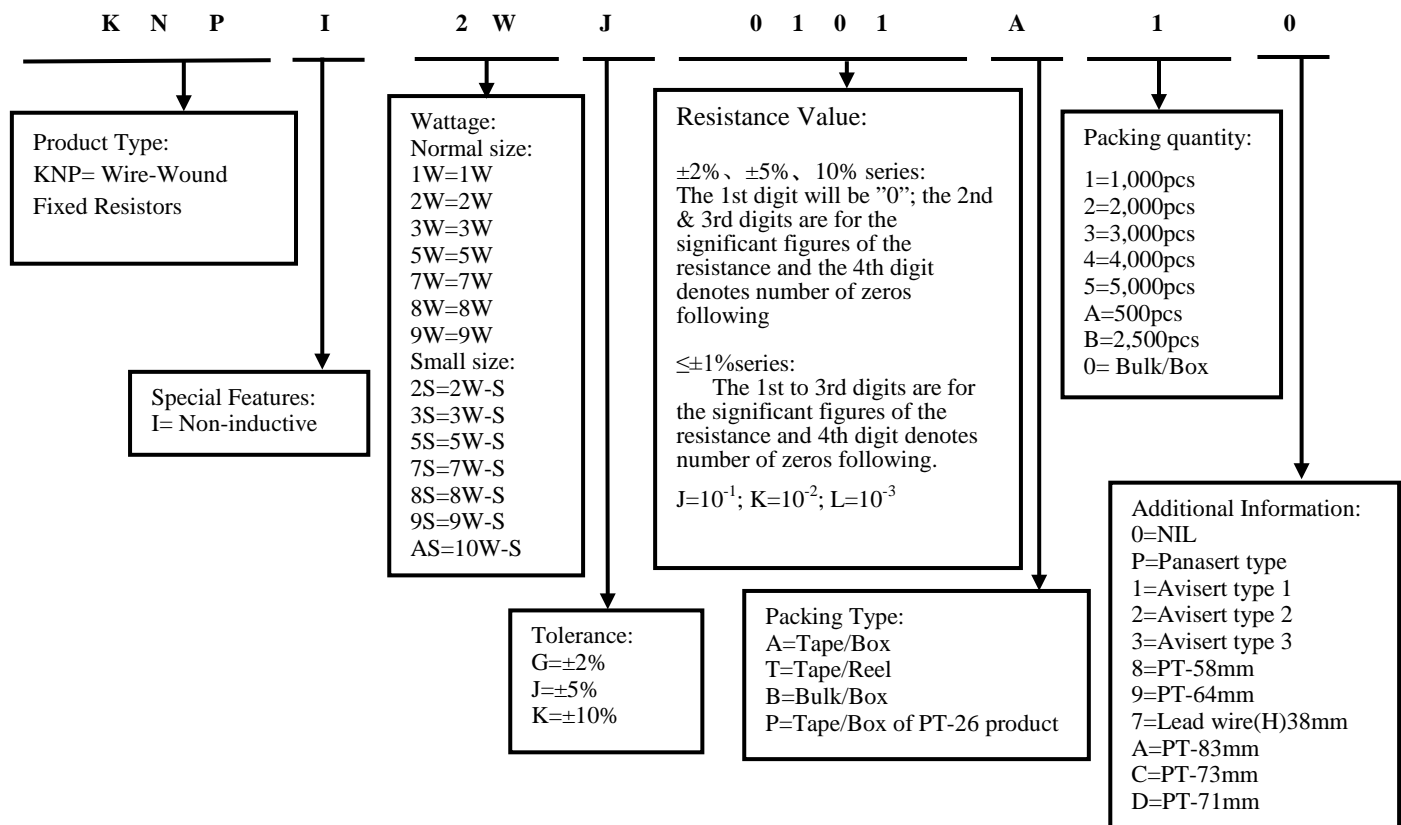 K N P I 2 W J 0 1 0 1 A 1 0
Product Type:
KNP= Wire-Wound
Fixed Resistors
Special Features:
I= Non-inductive
Wattage:
Normal size:
1W=1W
2W=2W
3W=3W
5W=5W
7W=7W
8W=8W
9W=9W
Small size:
2S=2W-S
3S=3W-S
5S=5W-S
7S=7W-S
8S=8W-S
9S=9W-S
AS=10W-S
Tolerance:
G=±2%
J=±5%
K=±10%
Resistance Value:
±2%、±5%、10% series:
The 1st digit will be ”0”; the 2nd
& 3rd digits are for the
significant figures of the
resistance and the 4th digit
denotes number of zeros
following
≤±1%series:
The 1st to 3rd digits are for
the significant figures of the
resistance and 4th digit denotes
number of zeros following.
J=10⁻¹; K=10⁻²; L=10⁻³
Packing Type:
A=Tape/Box
T=Tape/Reel
B=Bulk/Box
P=Tape/Box of PT-26 product
Packing quantity:
1=1,000pcs
2=2,000pcs
3=3,000pcs
4=4,000pcs
5=5,000pcs
A=500pcs
B=2,500pcs
0= Bulk/Box
Additional Information:
0=NIL
P=Panasert type
1=Avisert type 1
2=Avisert type 2
3=Avisert type 3
8=PT-58mm
9=PT-64mm
7=Lead wire(H)38mm
A=PT-83mm
C=PT-73mm
D=PT-71mm